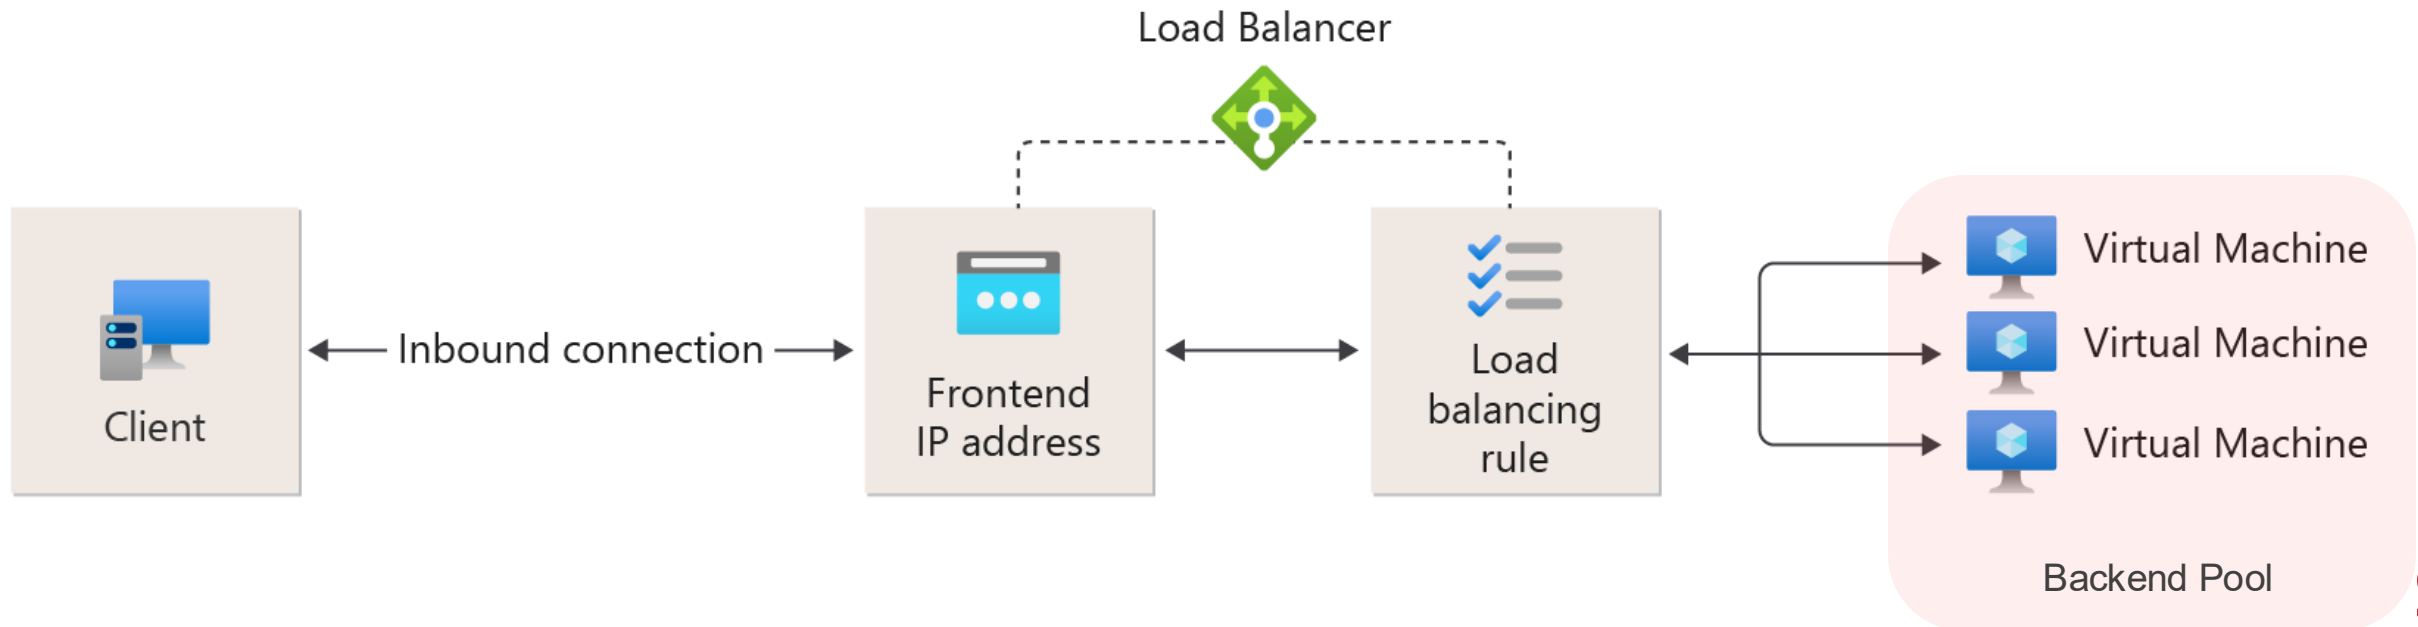 Load Balancer
Client
Inbound connection
Frontend
IP address
Load
balancing
rule
Virtual Machine
Virtual Machine
Virtual Machine
Backend Pool